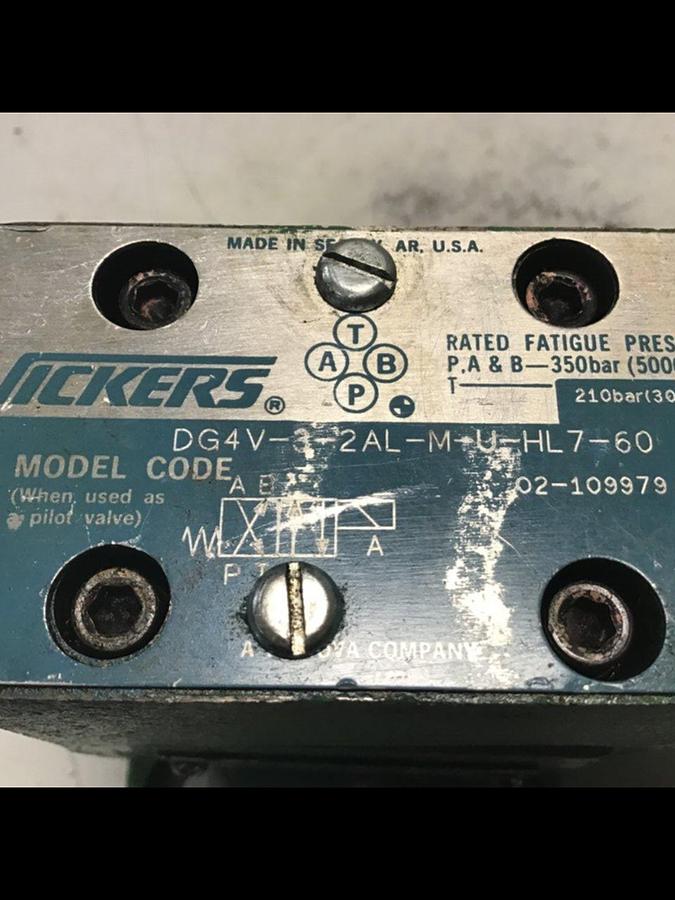 MADE IN AR, U.S.A.
T
A B
P
VICKERS®
RATED FATIGUE PRES
P,A & B—350bar (500
T—
210bar(30
DG4V-3-2AL-M-U-HL7-60
MODEL CODE
(When used as
pilot valve)
02-109979
A B
A
P T
A COMPANY